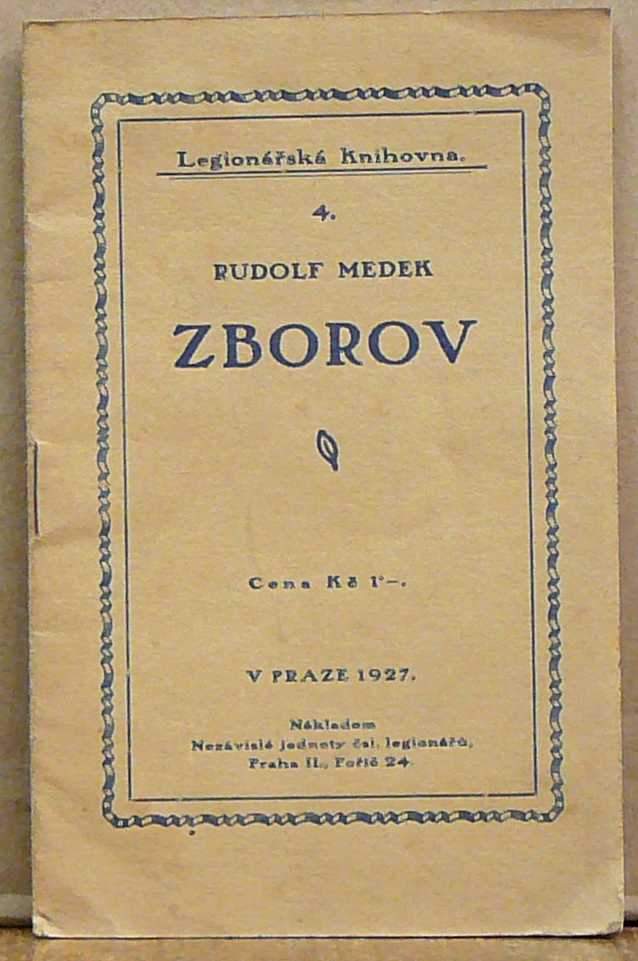 Legionářská Knihovna.
4.
RUDOLF MEDEK
ZBOROV
Cena Kč 1·–.
V PRAZE 1927.
Nákladem
Nezávislé jednoty čsl. legionářů,
Praha II., Poříč 24.